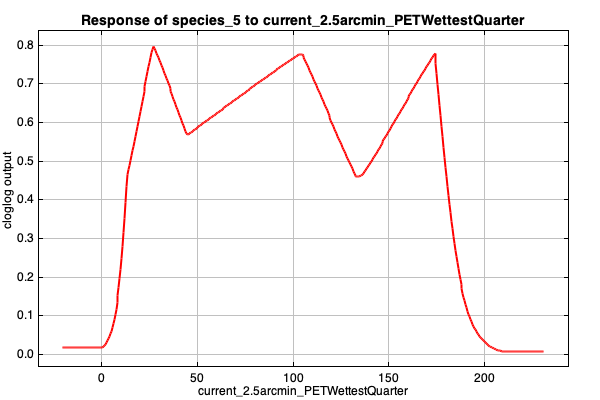 Response of species_5 to current_2.5arcmin_PETWettestQuarter
cloglog output
0.8
0.7
0.6
0.5
0.4
0.3
0.2
0.1
0.0
0 50 100 150 200
current_2.5arcmin_PETWettestQuarter